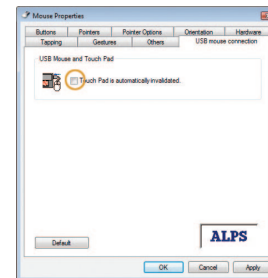 Mouse Properties
Buttons Pointers Pointer Options Orientation Hardware
Tapping Gestures Others USB mouse connection
USB Mouse and Touch Pad
Touch Pad is automatically invalidated.
ALPS
Default
OK Cancel Apply